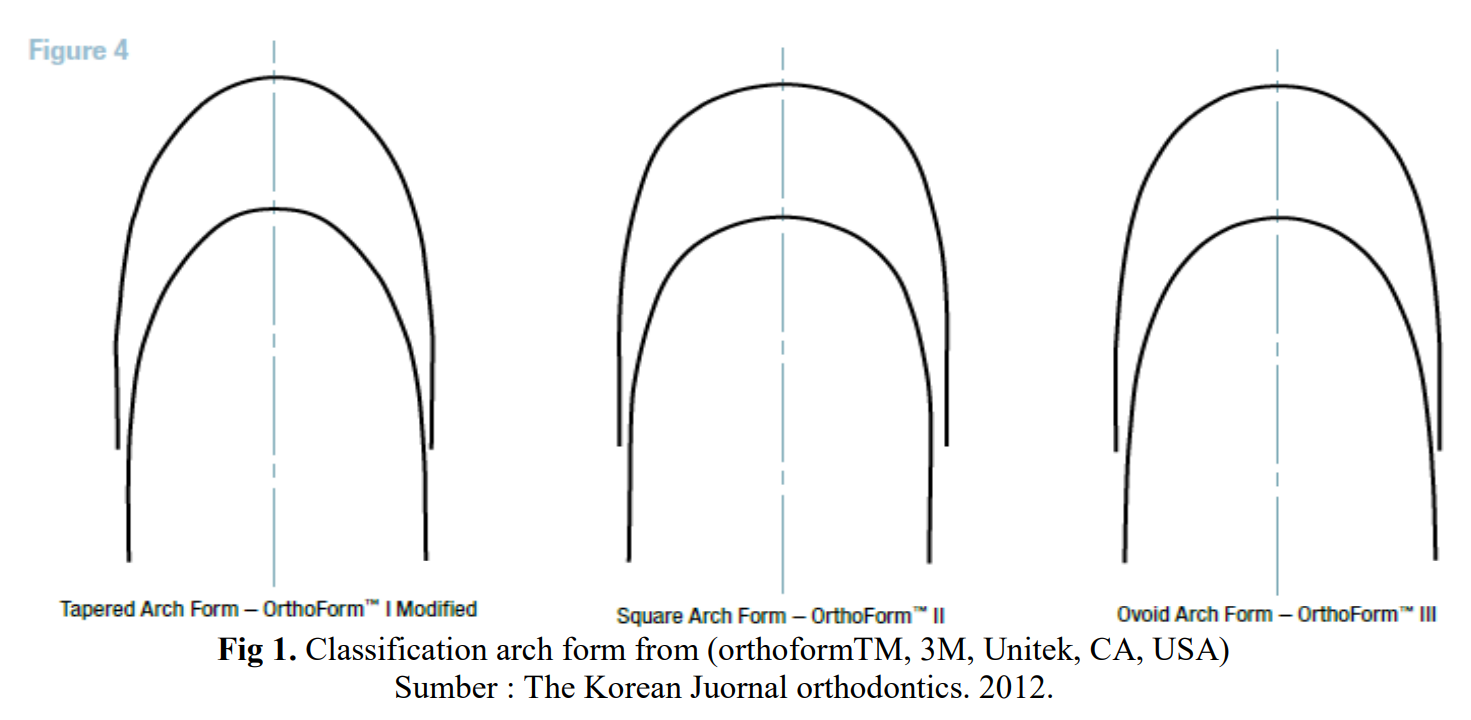 Figure 4
Tapered Arch Form – OrthoForm™ I Modified
Square Arch Form – OrthoForm™ II
Ovoid Arch Form – OrthoForm™ III
Fig 1. Classification arch form from (orthoformTM, 3M, Unitek, CA, USA)
Sumber : The Korean Juornal orthodontics. 2012.